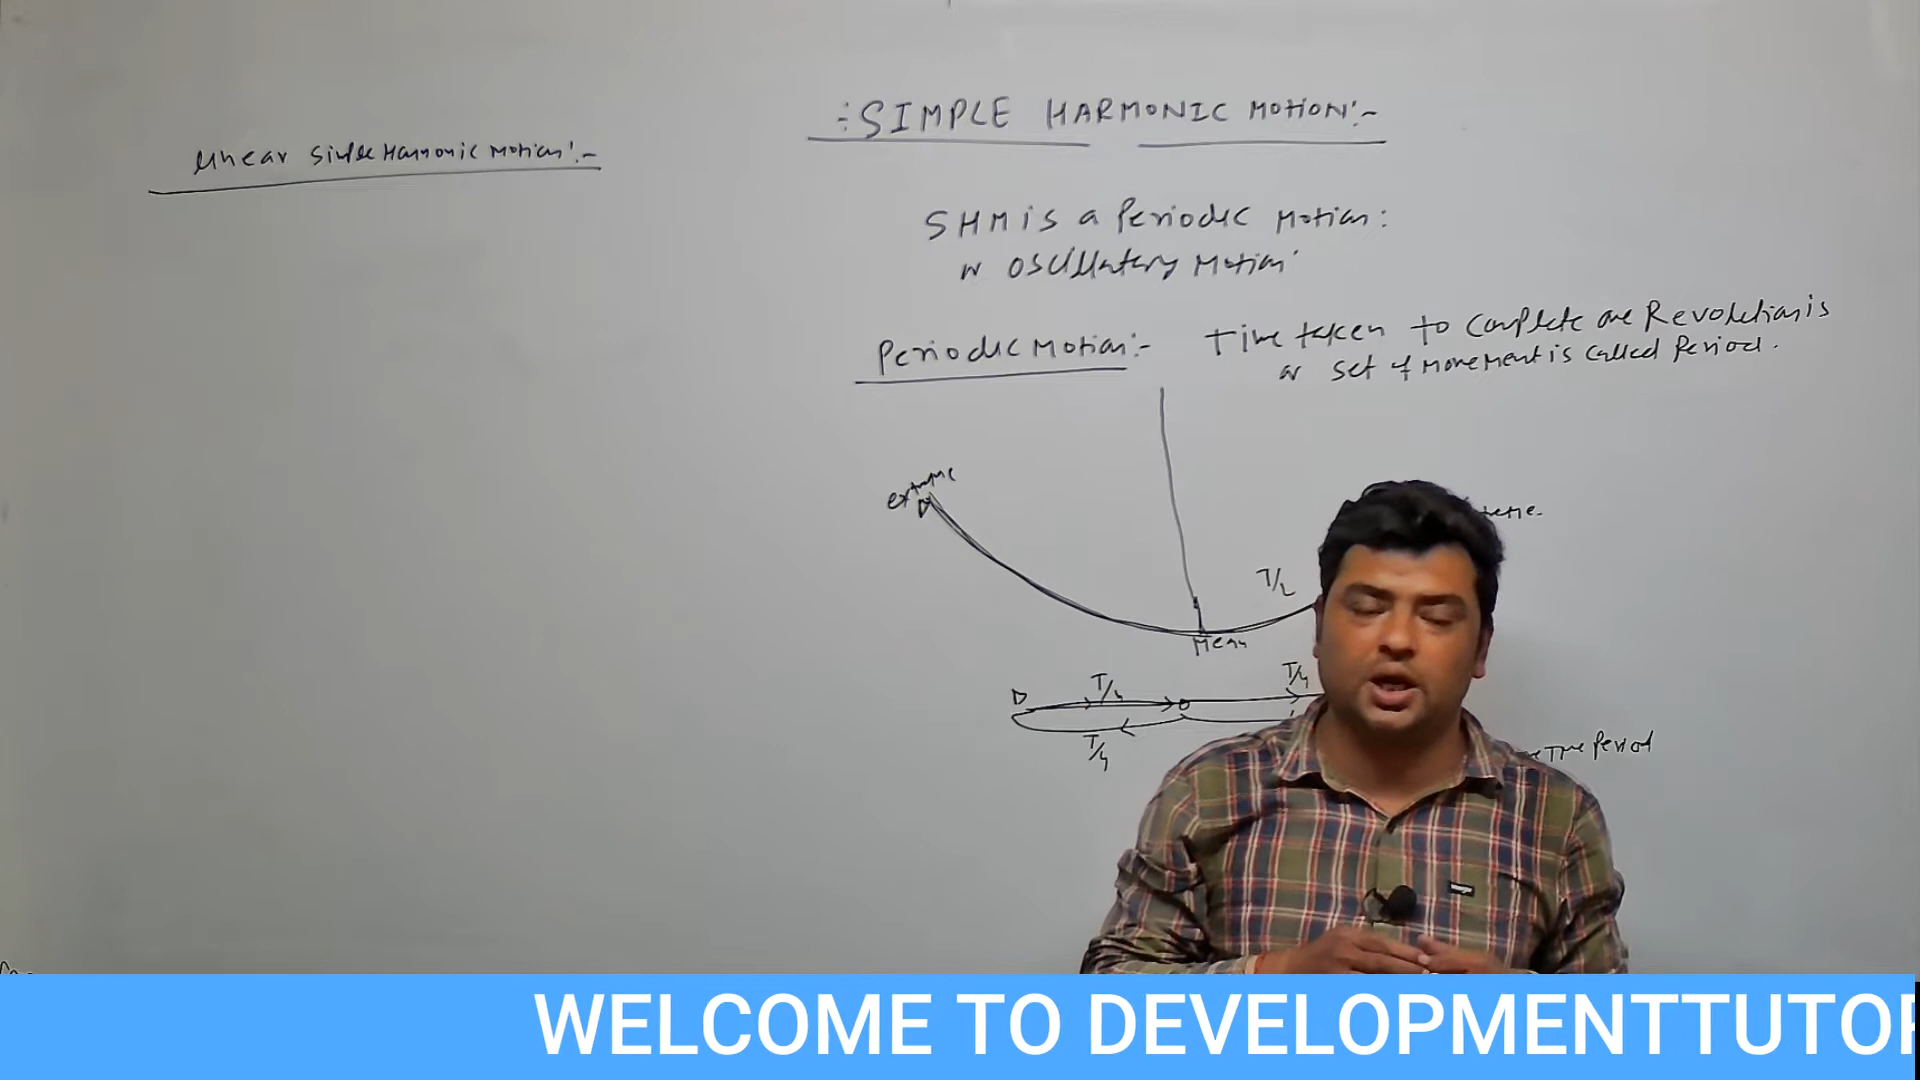 :-SIMPLE HARMONIC MOTION:-
Linear Simple Harmonic Motion:-
SHM is a Periodic Motion:
or Oscillatory Motion
Periodic Motion:- Time taken to complete one Revolution is
or set of movement is called Period.
extreme
T/2
Mean
T/4
T/4
T/4
Time Period
WELCOME TO DEVELOPMENTTUTOR